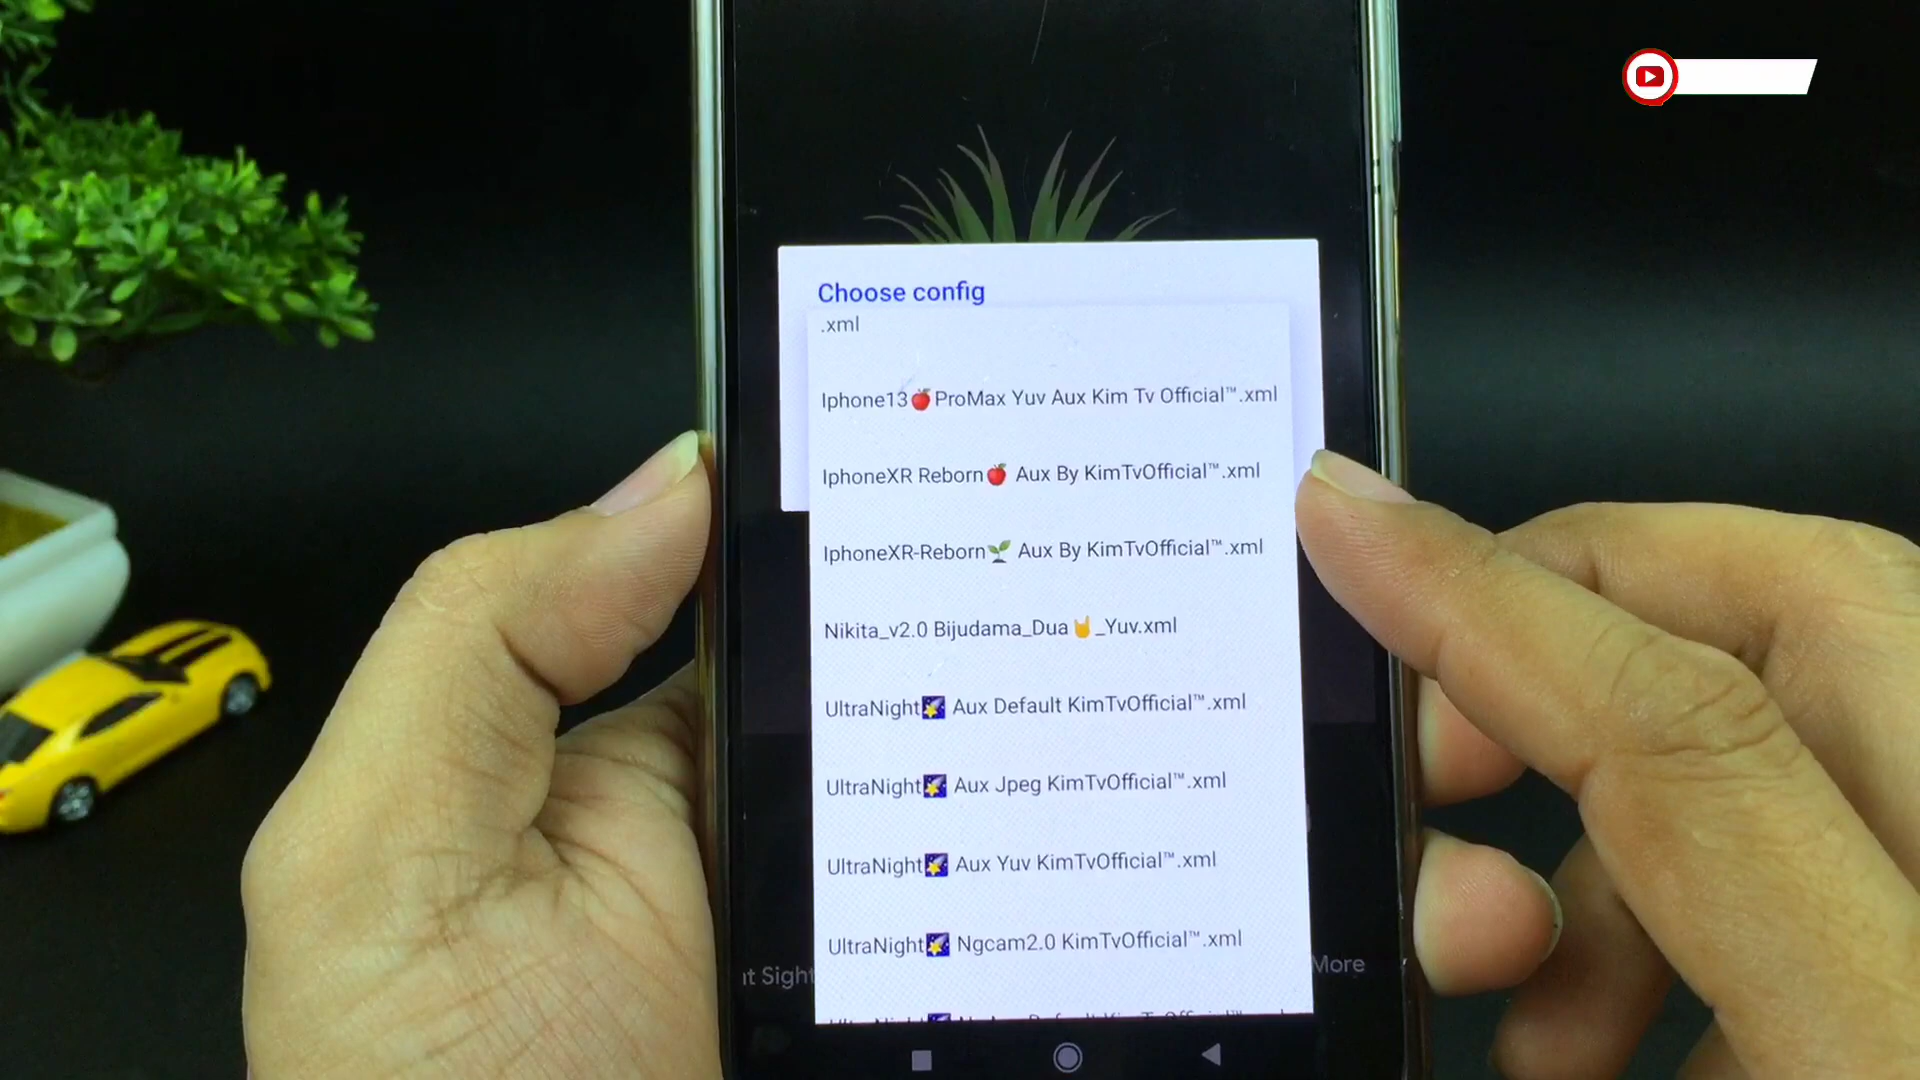 Choose config
.xml
Iphone13🍎ProMax Yuv Aux Kim Tv Official™.xml
IphoneXR Reborn🍎 Aux By KimTvOfficial™.xml
IphoneXR-Reborn🌱 Aux By KimTvOfficial™.xml
Nikita_v2.0 Bijudama_Dua🤘_Yuv.xml
UltraNight🌠 Aux Default KimTvOfficial™.xml
UltraNight🌠 Aux Jpeg KimTvOfficial™.xml
UltraNight🌠 Aux Yuv KimTvOfficial™.xml
UltraNight🌠 Ngcam2.0 KimTvOfficial™.xml
Sight
More